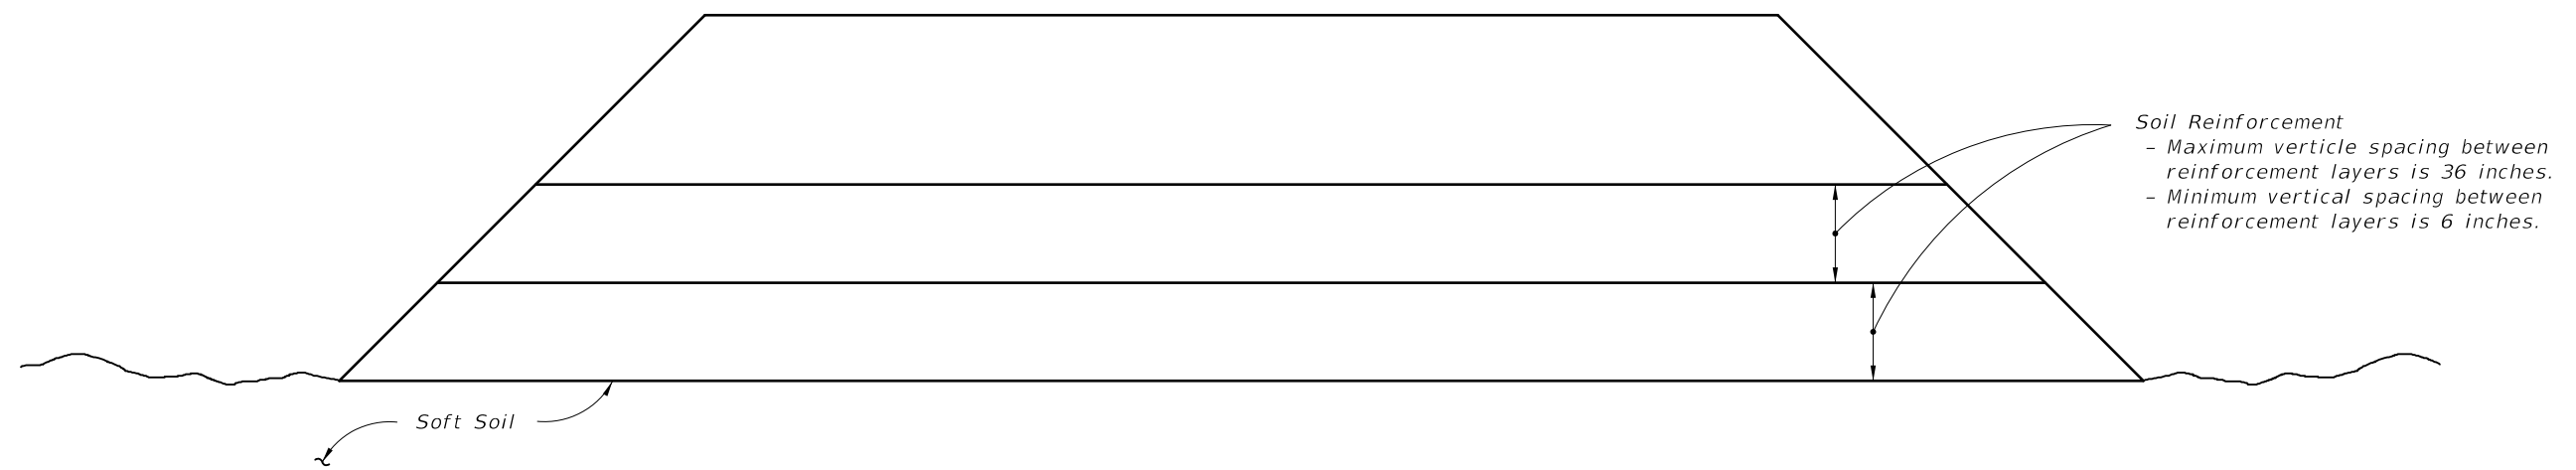 Soil Reinforcement
– Maximum verticle spacing between
reinforcement layers is 36 inches.
– Minimum vertical spacing between
reinforcement layers is 6 inches.
Soft Soil